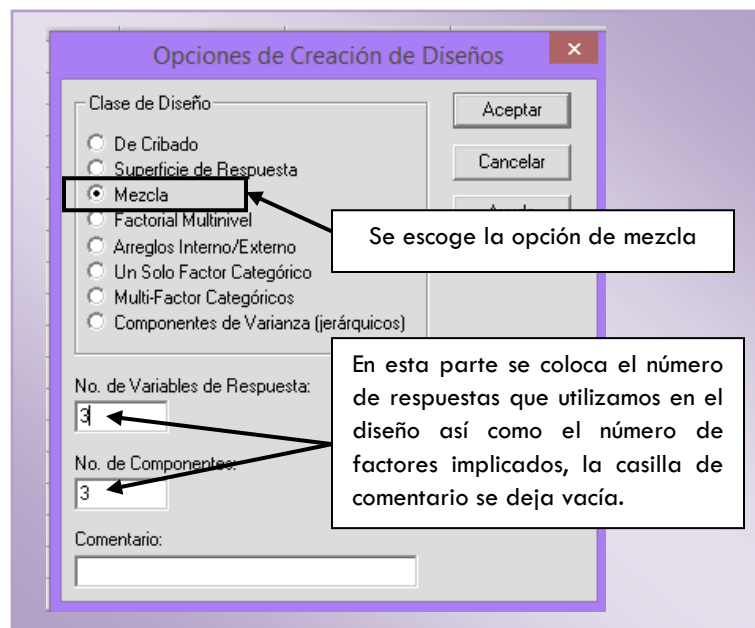 Opciones de Creación de Diseños
Clase de Diseño
De Cribado
Superficie de Respuesta
Mezcla
Factorial Multinivel
Arreglos Interno/Externo
Un Solo Factor Categórico
Multi-Factor Categóricos
Componentes de Varianza (jerárquicos)
Aceptar
Cancelar
Se escoge la opción de mezcla
No. de Variables de Respuesta:
3
No. de Componentes:
3
Comentario:
En esta parte se coloca el número
de respuestas que utilizamos en el
diseño así como el número de
factores implicados, la casilla de
comentario se deja vacía.